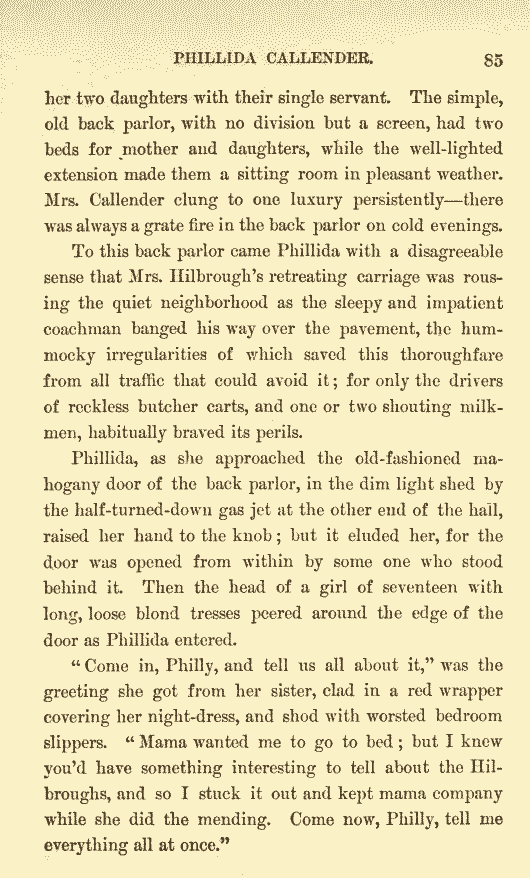 PHILLIDA CALLENDER. 85
her two daughters with their single servant. The simple,
old back parlor, with no division but a screen, had two
beds for mother and daughters, while the well-lighted
extension made them a sitting room in pleasant weather.
Mrs. Callender clung to one luxury persistently—there
was always a grate fire in the back parlor on cold evenings.
To this back parlor came Phillida with a disagreeable
sense that Mrs. Hilbrough's retreating carriage was rous-
ing the quiet neighborhood as the sleepy and impatient
coachman banged his way over the pavement, the hum-
mocky irregularities of which saved this thoroughfare
from all traffic that could avoid it; for only the drivers
of reckless butcher carts, and one or two shouting milk-
men, habitually braved its perils.
Phillida, as she approached the old-fashioned ma-
hogany door of the back parlor, in the dim light shed by
the half-turned-down gas jet at the other end of the hall,
raised her hand to the knob; but it eluded her, for the
door was opened from within by some one who stood
behind it. Then the head of a girl of seventeen with
long, loose blond tresses peered around the edge of the
door as Phillida entered.
"Come in, Philly, and tell us all about it," was the
greeting she got from her sister, clad in a red wrapper
covering her night-dress, and shod with worsted bedroom
slippers. "Mama wanted me to go to bed; but I knew
you'd have something interesting to tell about the Hil-
broughs, and so I stuck it out and kept mama company
while she did the mending. Come now, Philly, tell me
everything all at once."